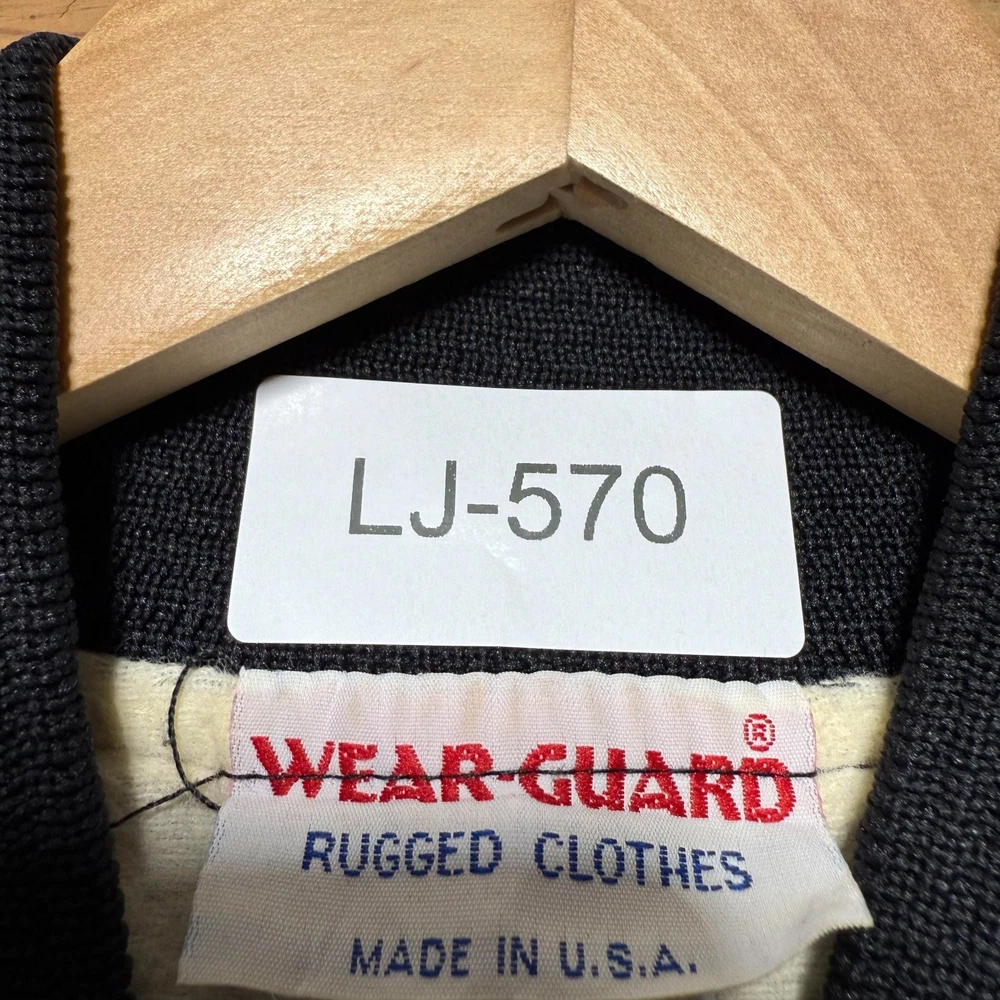 LJ-570
®
WEAR-GUARD
RUGGED CLOTHES
MADE IN U.S.A.